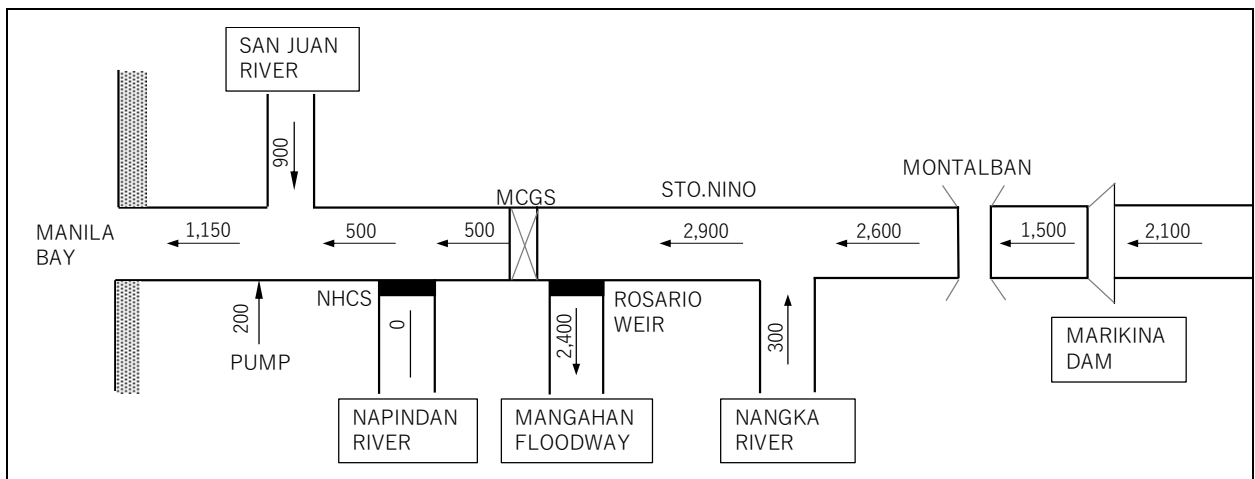 SAN JUAN
RIVER
900
MONTALBAN
MCGS
STO.NINO
MANILA
BAY
1,150
500
500
2,900
2,600
1,500
2,100
NHCS
ROSARIO
WEIR
200
PUMP
0
2,400
300
MARIKINA
DAM
NAPINDAN
RIVER
MANGAHAN
FLOODWAY
NANGKA
RIVER